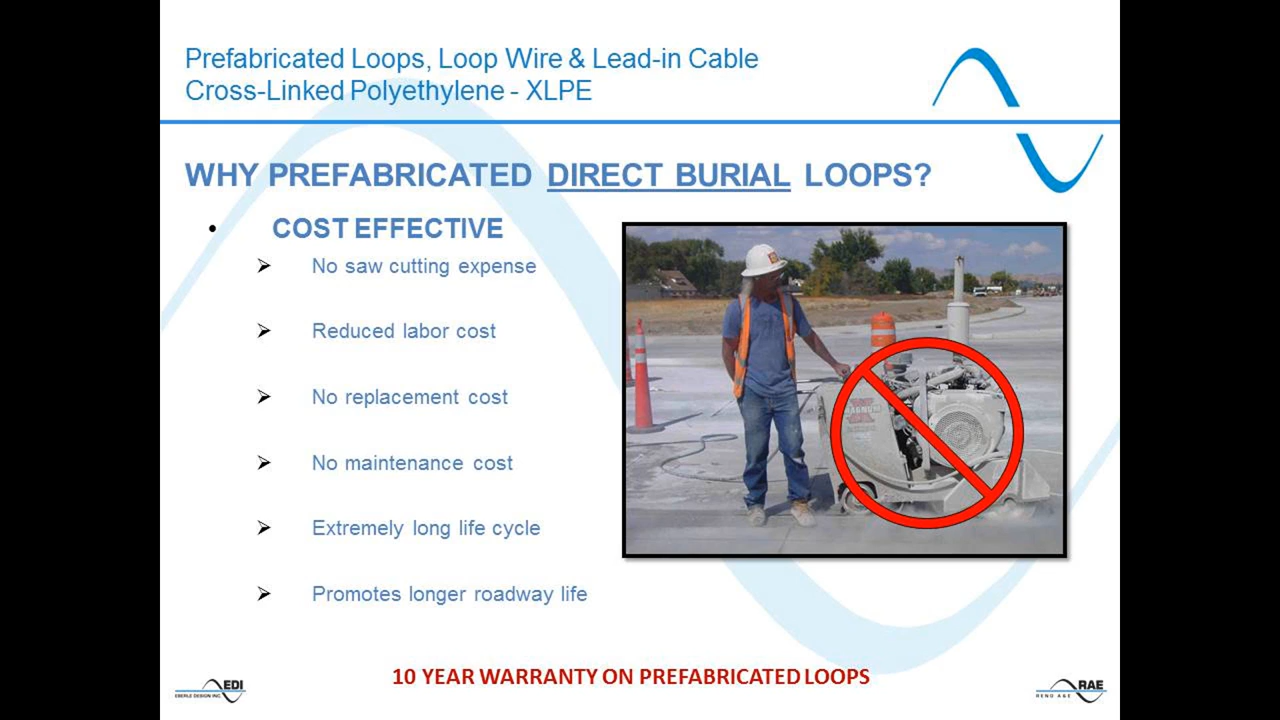 Prefabricated Loops, Loop Wire & Lead-in Cable
Cross-Linked Polyethylene - XLPE
WHY PREFABRICATED DIRECT BURIAL LOOPS?
• COST EFFECTIVE
➢ No saw cutting expense
➢ Reduced labor cost
➢ No replacement cost
➢ No maintenance cost
➢ Extremely long life cycle
➢ Promotes longer roadway life
MAGNUM
10 YEAR WARRANTY ON PREFABRICATED LOOPS
EDI
EBERLE DESIGN INC.
RAE
RENO A&E